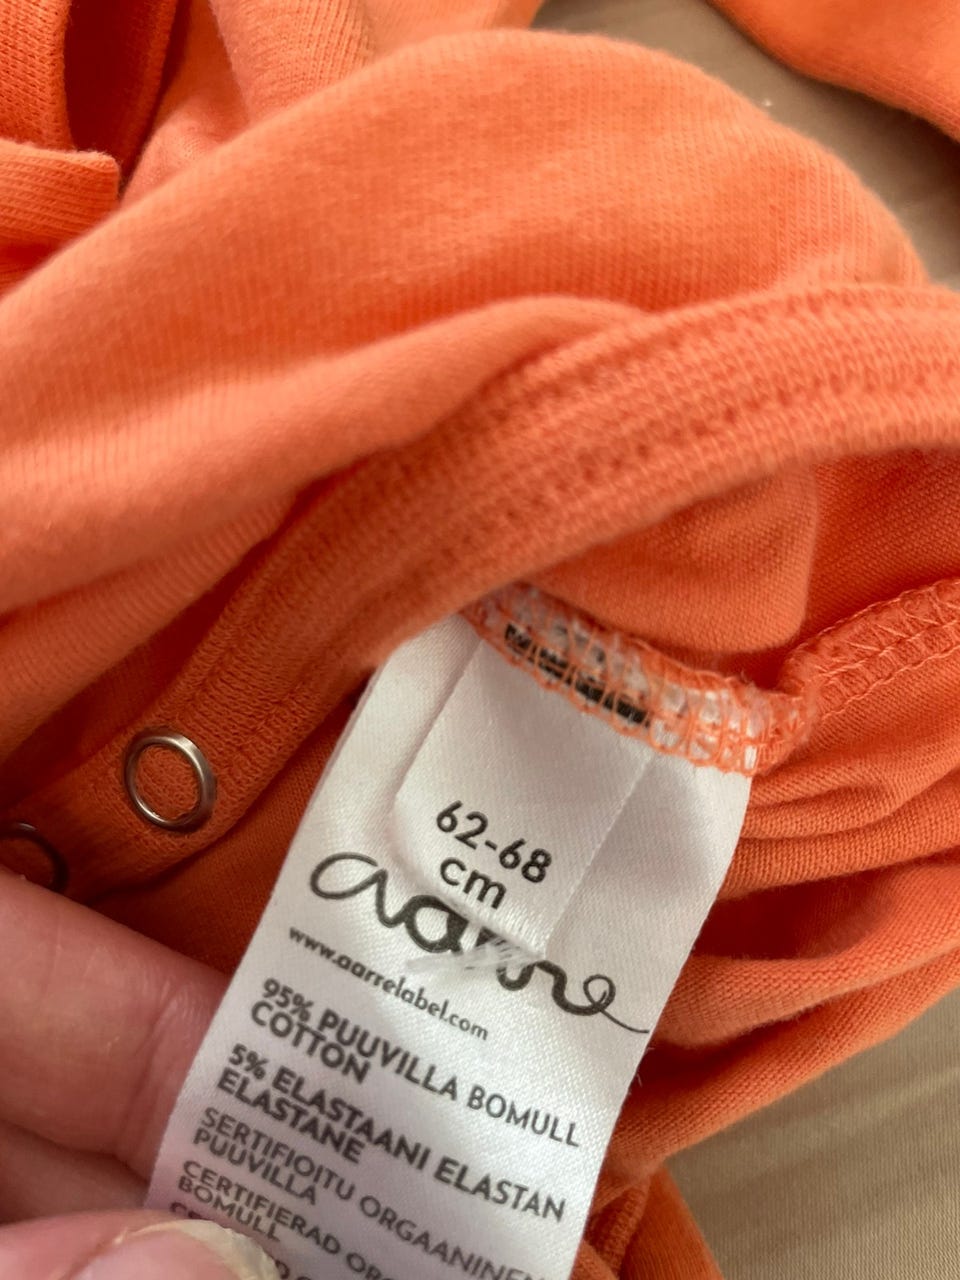 62-68
cm
aarre
www.aarrelabel.com
95% PUUVILLA BOMULL
COTTON
5% ELASTAANI ELASTAN
ELASTANE
SERTIFIOITU ORGAANINEN
PUUVILLA
CERTIFIERAD
BOMULL